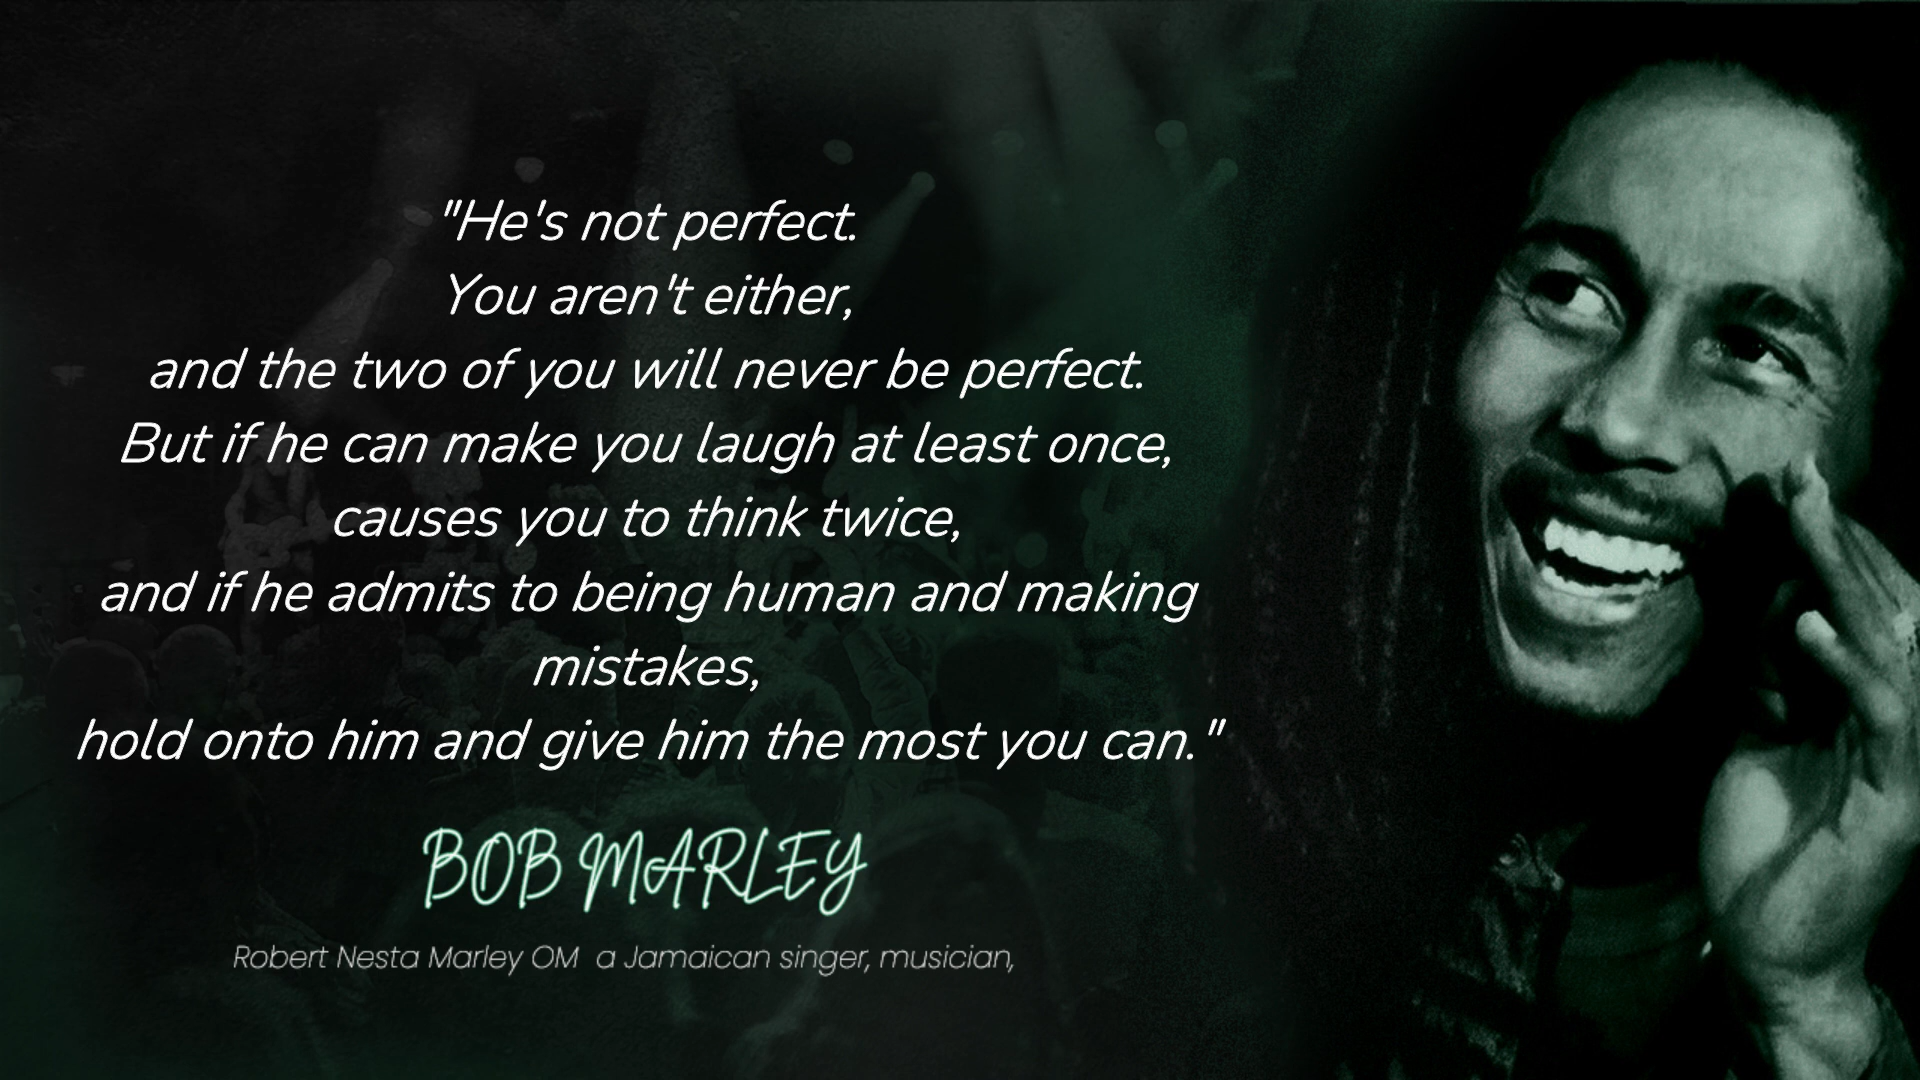 "He's not perfect.
You aren't either,
and the two of you will never be perfect.
But if he can make you laugh at least once,
causes you to think twice,
and if he admits to being human and making
mistakes,
hold onto him and give him the most you can."
BOB MARLEY
Robert Nesta Marley OM a Jamaican singer, musician,